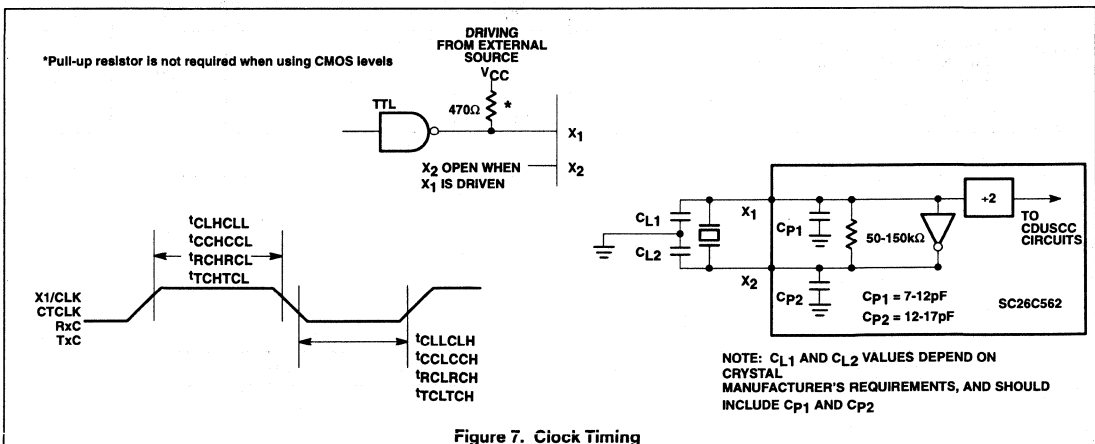 DRIVING
FROM EXTERNAL
SOURCE
*Pull-up resistor is not required when using CMOS levels
VCC
TTL
470Ω
*
X1
X2 OPEN WHEN
X1 IS DRIVEN
X2
tCLHCLL
tCCHCCL
tRCHRCL
tTCHTCL
X1/CLK
CTCLK
RxC
TxC
tCLLCLH
tCCLCCH
tRCLRCH
tTCLTCH
CL1
CL2
X1
X2
CP1
50-150kΩ
÷2
TO
CDUSCC
CIRCUITS
CP2
CP1 = 7-12pF
CP2 = 12-17pF
SC26C562
NOTE: CL1 AND CL2 VALUES DEPEND ON
CRYSTAL
MANUFACTURER'S REQUIREMENTS, AND SHOULD
INCLUDE CP1 AND CP2
Figure 7. Clock Timing